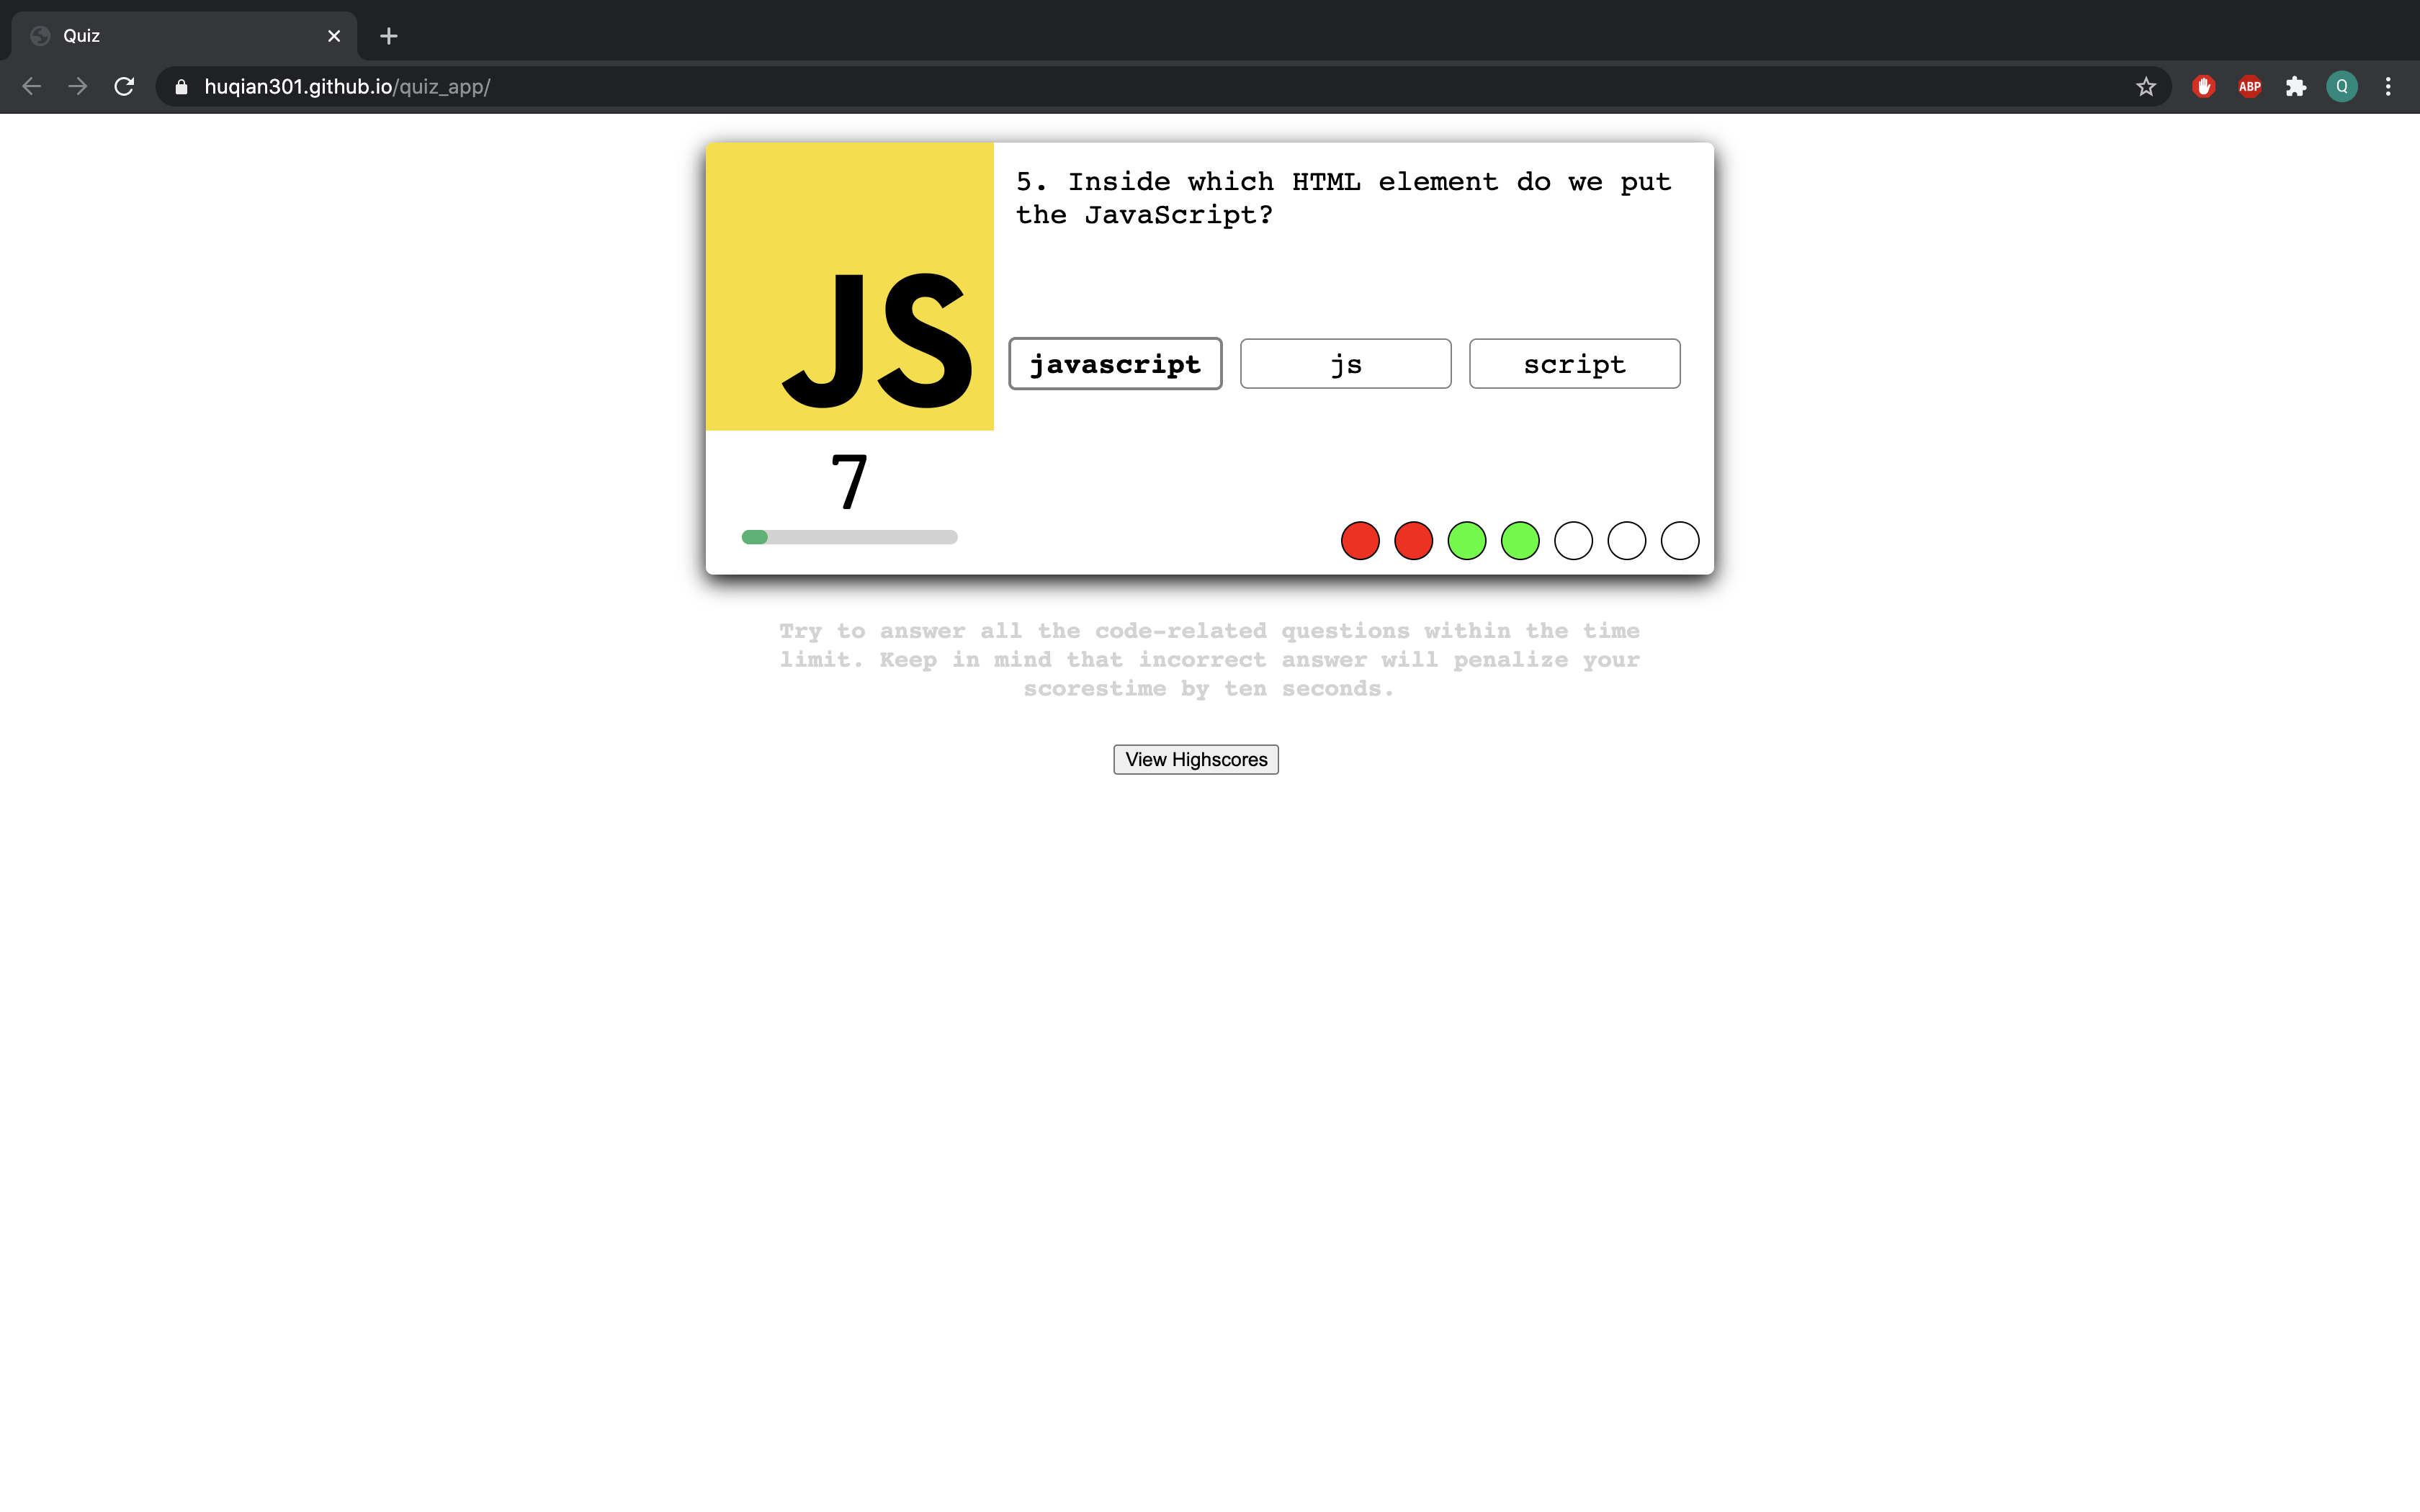 Quiz
huqian301.github.io/quiz_app/
ABP
Q
5. Inside which HTML element do we put
the JavaScript?
JS
javascript
js
script
7
Try to answer all the code-related questions within the time
limit. Keep in mind that incorrect answer will penalize your
scorestime by ten seconds.
View Highscores